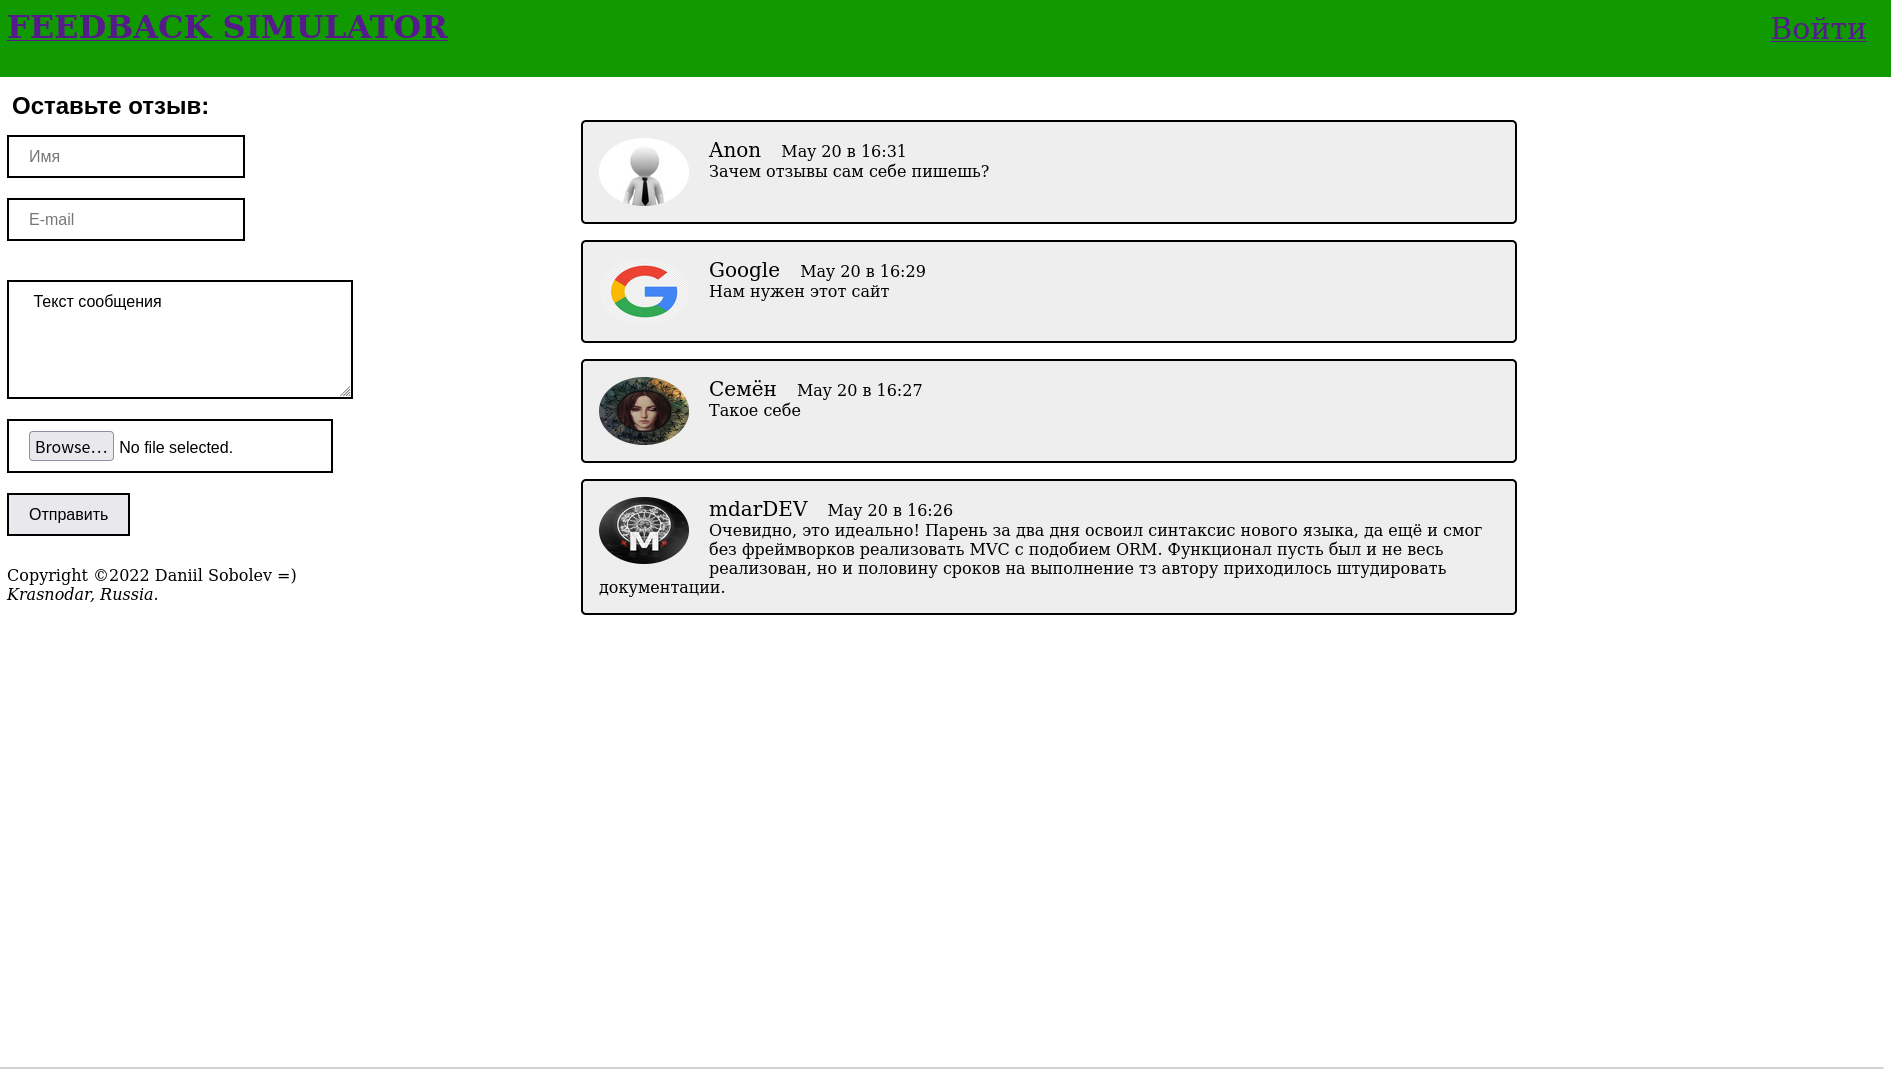 FEEDBACK SIMULATOR
Войти
Оставьте отзыв:
Имя
E-mail
Текст сообщения
Browse... No file selected.
Отправить
Copyright ©2022 Daniil Sobolev =)
Krasnodar, Russia.
Anon May 20 в 16:31
Зачем отзывы сам себе пишешь?
Google May 20 в 16:29
Нам нужен этот сайт
Семён May 20 в 16:27
Такое себе
M
mdarDEV May 20 в 16:26
Очевидно, это идеально! Парень за два дня освоил синтаксис нового языка, да ещё и смог
без фреймворков реализовать MVC с подобием ORM. Функционал пусть был и не весь
реализован, но и половину сроков на выполнение тз автору приходилось штудировать
документации.